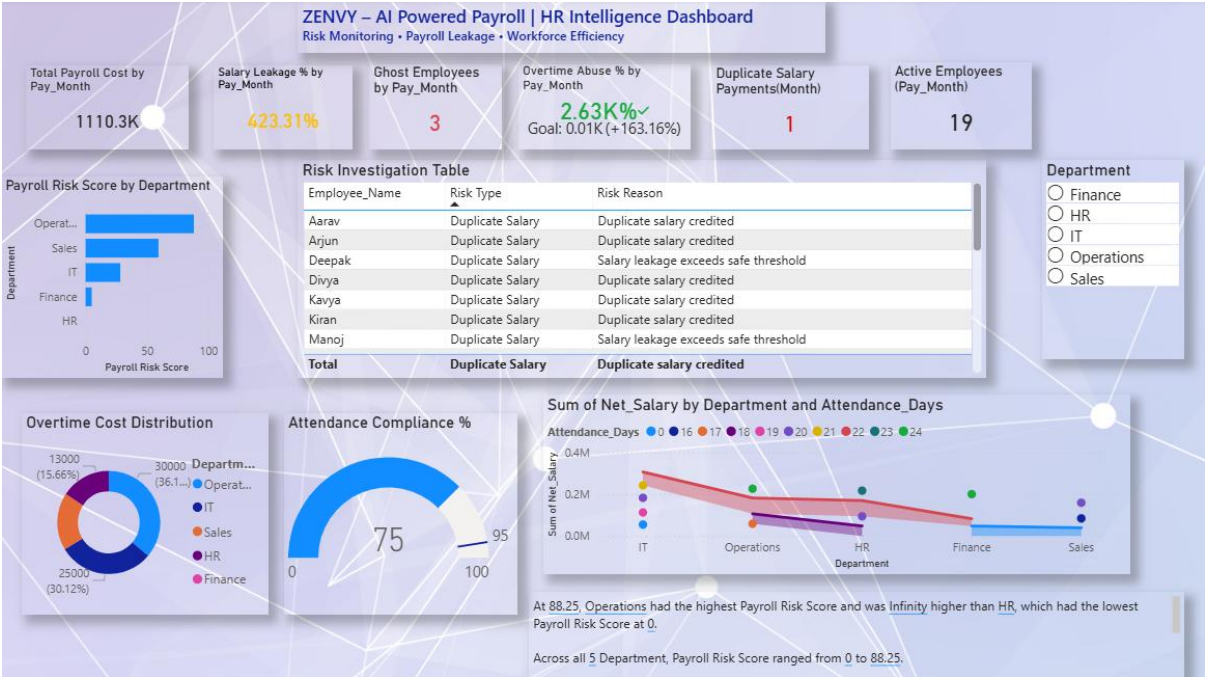 ZENVY – AI Powered Payroll | HR Intelligence Dashboard
Risk Monitoring • Payroll Leakage • Workforce Efficiency
Total Payroll Cost by
Pay_Month
1110.3K
Salary Leakage % by
Pay_Month
423.31%
Ghost Employees
by Pay_Month
3
Overtime Abuse % by
Pay_Month
2.63K%
Goal: 0.01K (+163.16%)
Duplicate Salary
Payments(Month)
1
Active Employees
(Pay_Month)
19
Payroll Risk Score by Department
Department
Operat...
Sales
IT
Finance
HR
0 50 100
Payroll Risk Score
Risk Investigation Table
Employee_Name Risk Type Risk Reason
Aarav Duplicate Salary Duplicate salary credited
Arjun Duplicate Salary Duplicate salary credited
Deepak Duplicate Salary Salary leakage exceeds safe threshold
Divya Duplicate Salary Duplicate salary credited
Kavya Duplicate Salary Duplicate salary credited
Kiran Duplicate Salary Duplicate salary credited
Manoj Duplicate Salary Salary leakage exceeds safe threshold
Total Duplicate Salary Duplicate salary credited
Department
Finance
HR
IT
Operations
Sales
Overtime Cost Distribution
13000
(15.66%)
30000
(36.1...)
25000
(30.12%)
Departm...
Operat...
IT
Sales
HR
Finance
Attendance Compliance %
75
95
0
100
Sum of Net_Salary by Department and Attendance_Days
Attendance_Days 0 16 17 18 19 20 21 22 23 24
Sum of Net_Salary
0.4M
0.2M
0.0M
IT Operations HR Finance Sales
Department
At 88.25, Operations had the highest Payroll Risk Score and was Infinity higher than HR, which had the lowest
Payroll Risk Score at 0.
Across all 5 Department, Payroll Risk Score ranged from 0 to 88.25.